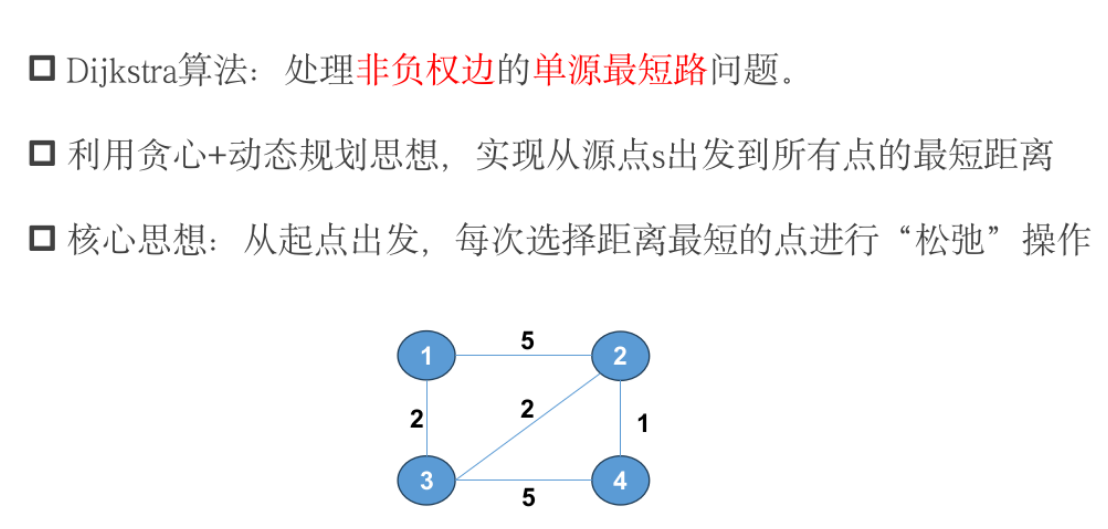 Dijkstra算法：处理非负权边的单源最短路问题。
利用贪心+动态规划思想，实现从源点s出发到所有点的最短距离
核心思想：从起点出发，每次选择距离最短的点进行“松弛”操作
1 5 2
2 2 1
3 5 4